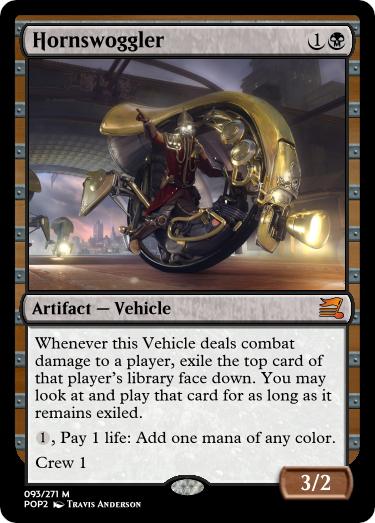 Hornswoggler 1
Artifact — Vehicle
Whenever this Vehicle deals combat
damage to a player, exile the top card of
that player's library face down. You may
look at and play that card for as long as it
remains exiled.
1, Pay 1 life: Add one mana of any color.
Crew 1
3/2
093/271 M
POP2 Travis Anderson